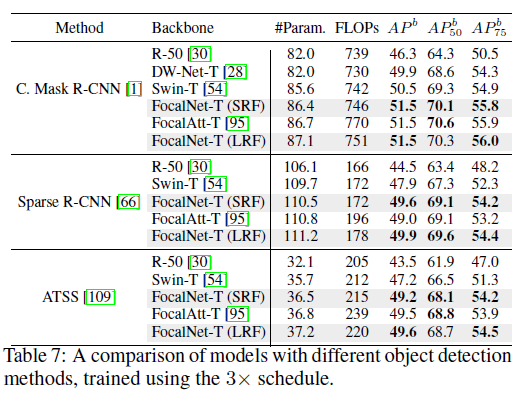 Method Backbone #Param. FLOPs AP^b AP^b_50 AP^b_75
R-50 [30] 82.0 739 46.3 64.3 50.5
DW-Net-T [28] 82.0 730 49.9 68.6 54.3
C. Mask R-CNN [1] Swin-T [54] 85.6 742 50.5 69.3 54.9
FocalNet-T (SRF) 86.4 746 51.5 70.1 55.8
FocalAtt-T [95] 86.7 770 51.5 70.6 55.9
FocalNet-T (LRF) 87.1 751 51.5 70.3 56.0
R-50 [30] 106.1 166 44.5 63.4 48.2
Swin-T [54] 109.7 172 47.9 67.3 52.3
Sparse R-CNN [66] FocalNet-T (SRF) 110.5 172 49.6 69.1 54.2
FocalAtt-T [95] 110.8 196 49.0 69.1 53.2
FocalNet-T (LRF) 111.2 178 49.9 69.6 54.4
R-50 [30] 32.1 205 43.5 61.9 47.0
Swin-T [54] 35.7 212 47.2 66.5 51.3
ATSS [109] FocalNet-T (SRF) 36.5 215 49.2 68.1 54.2
FocalAtt-T [95] 36.8 239 49.5 68.8 53.9
FocalNet-T (LRF) 37.2 220 49.6 68.7 54.5
Table 7: A comparison of models with different object detection
methods, trained using the 3× schedule.